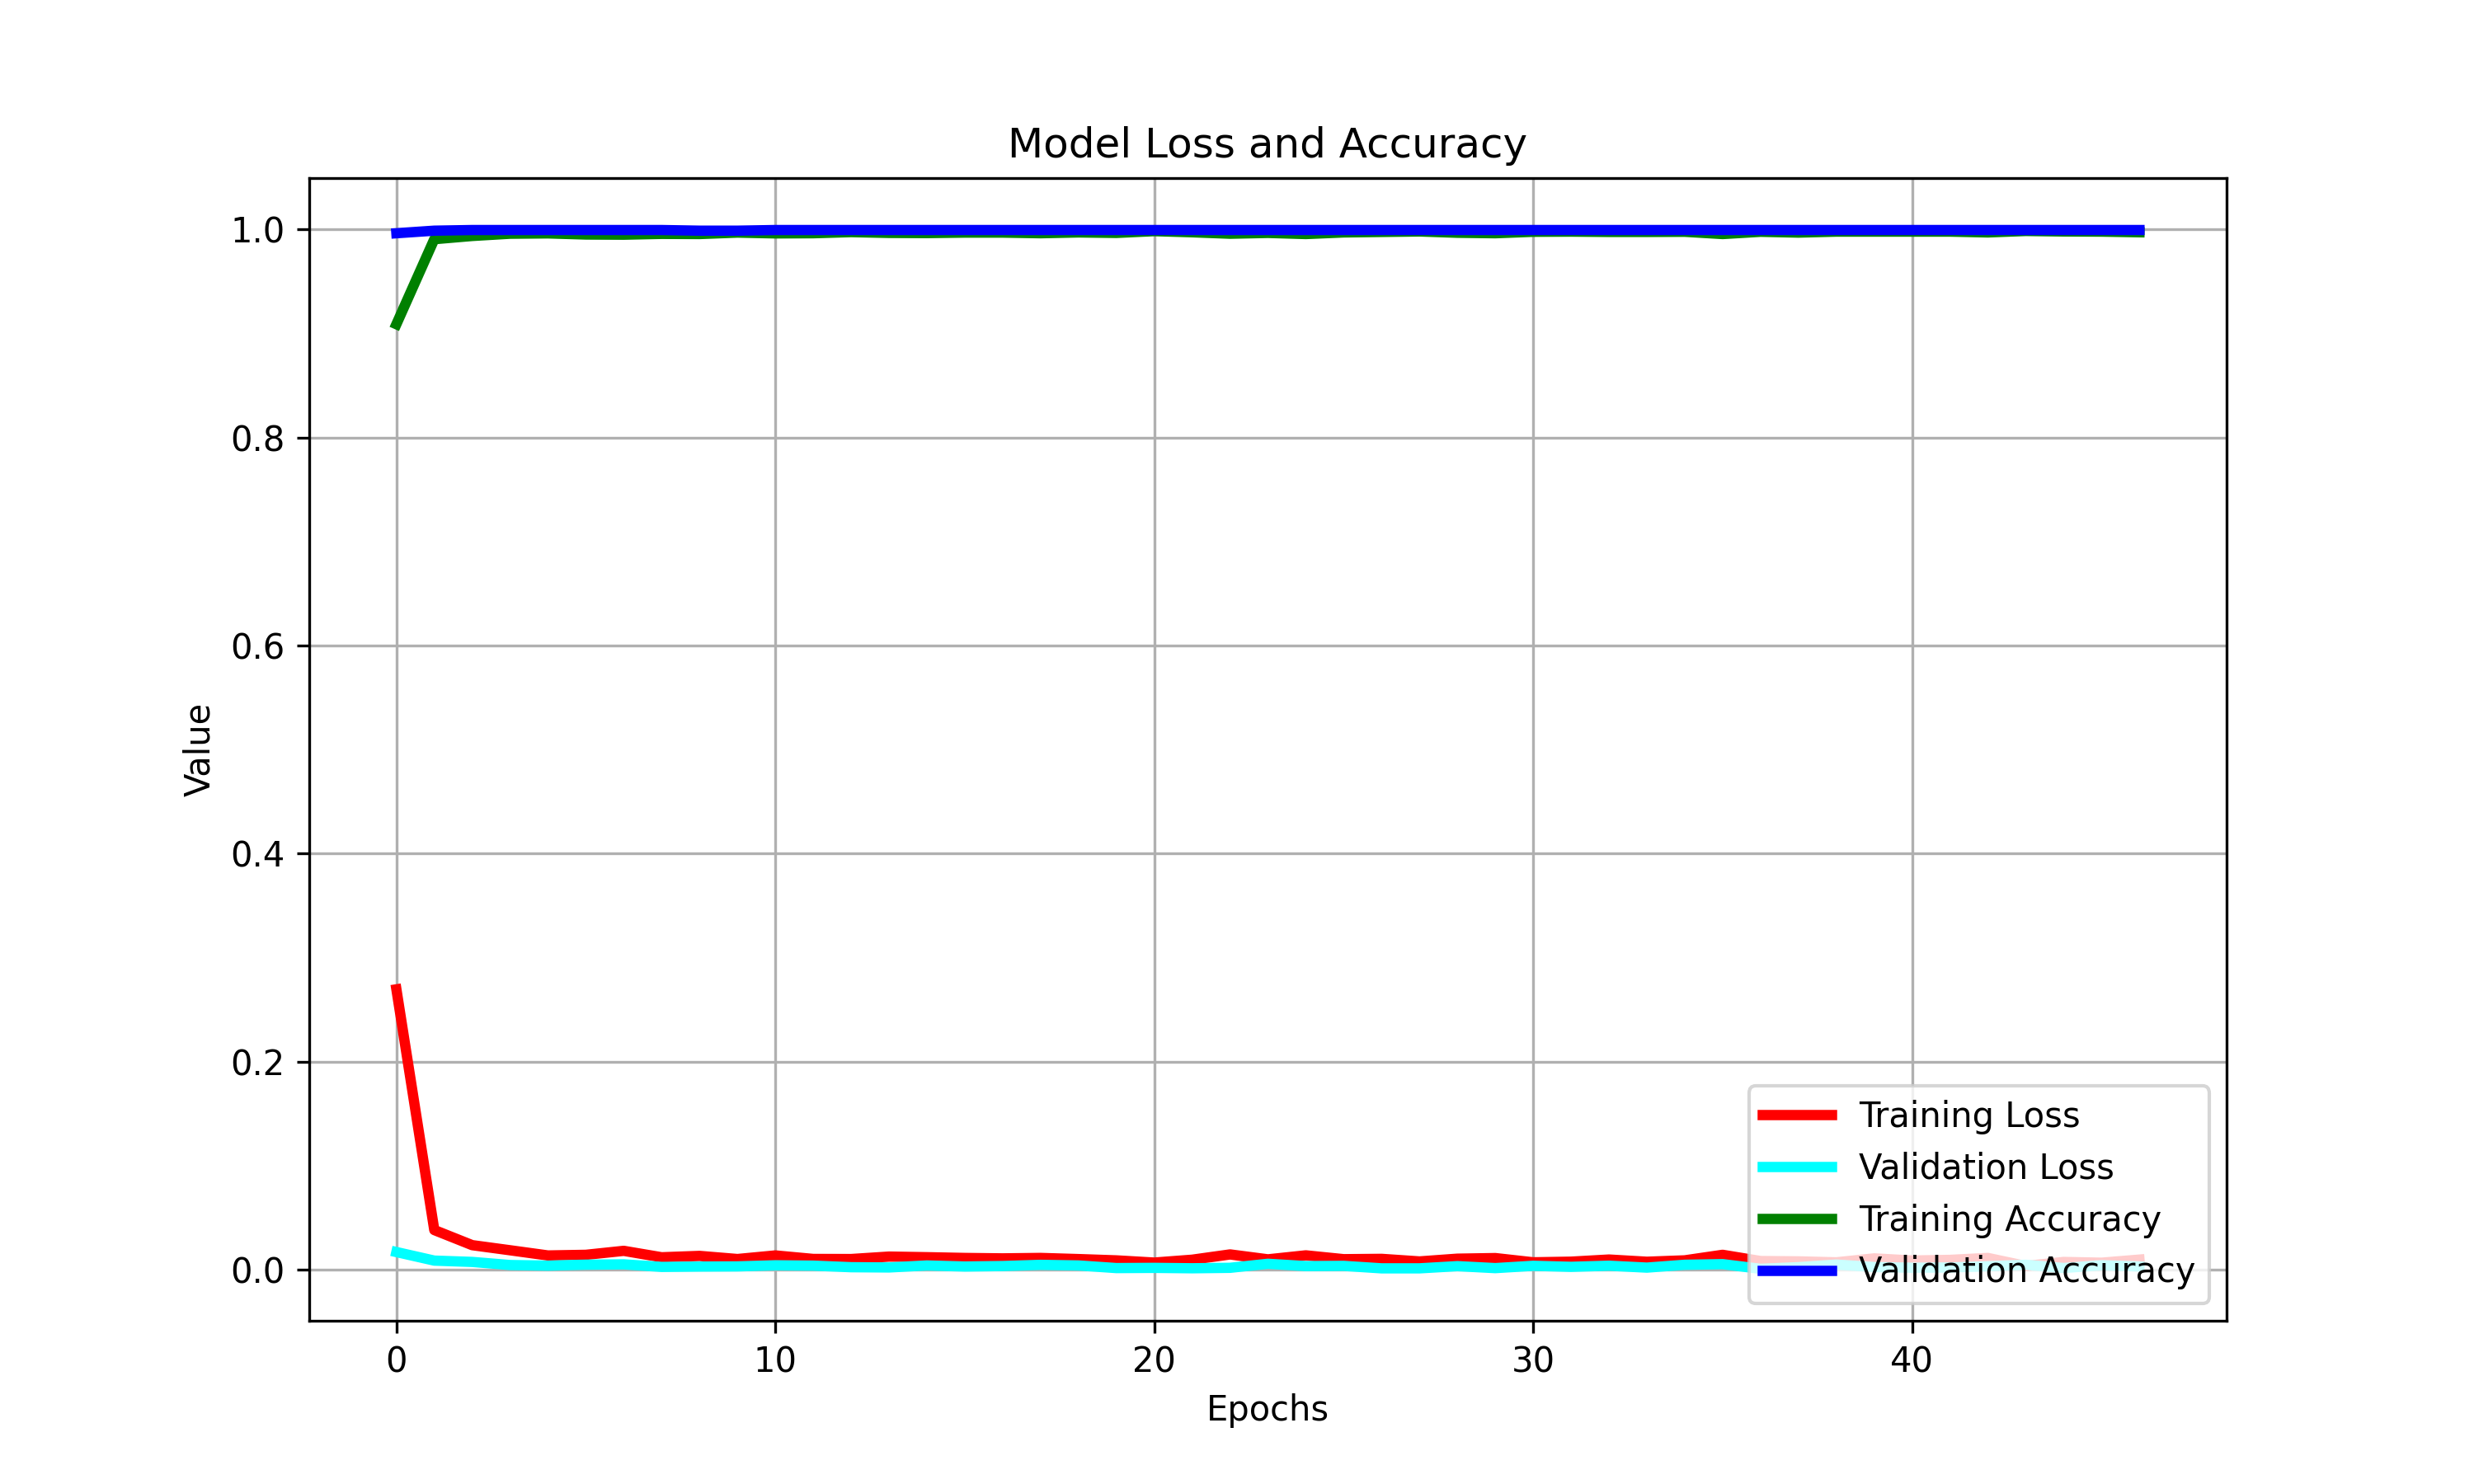 Model Loss and Accuracy
1.0
0.8
0.6
0.4
0.2
0.0
Value
Training Loss
Validation Loss
Training Accuracy
Validation Accuracy
0 10 20 30 40
Epochs